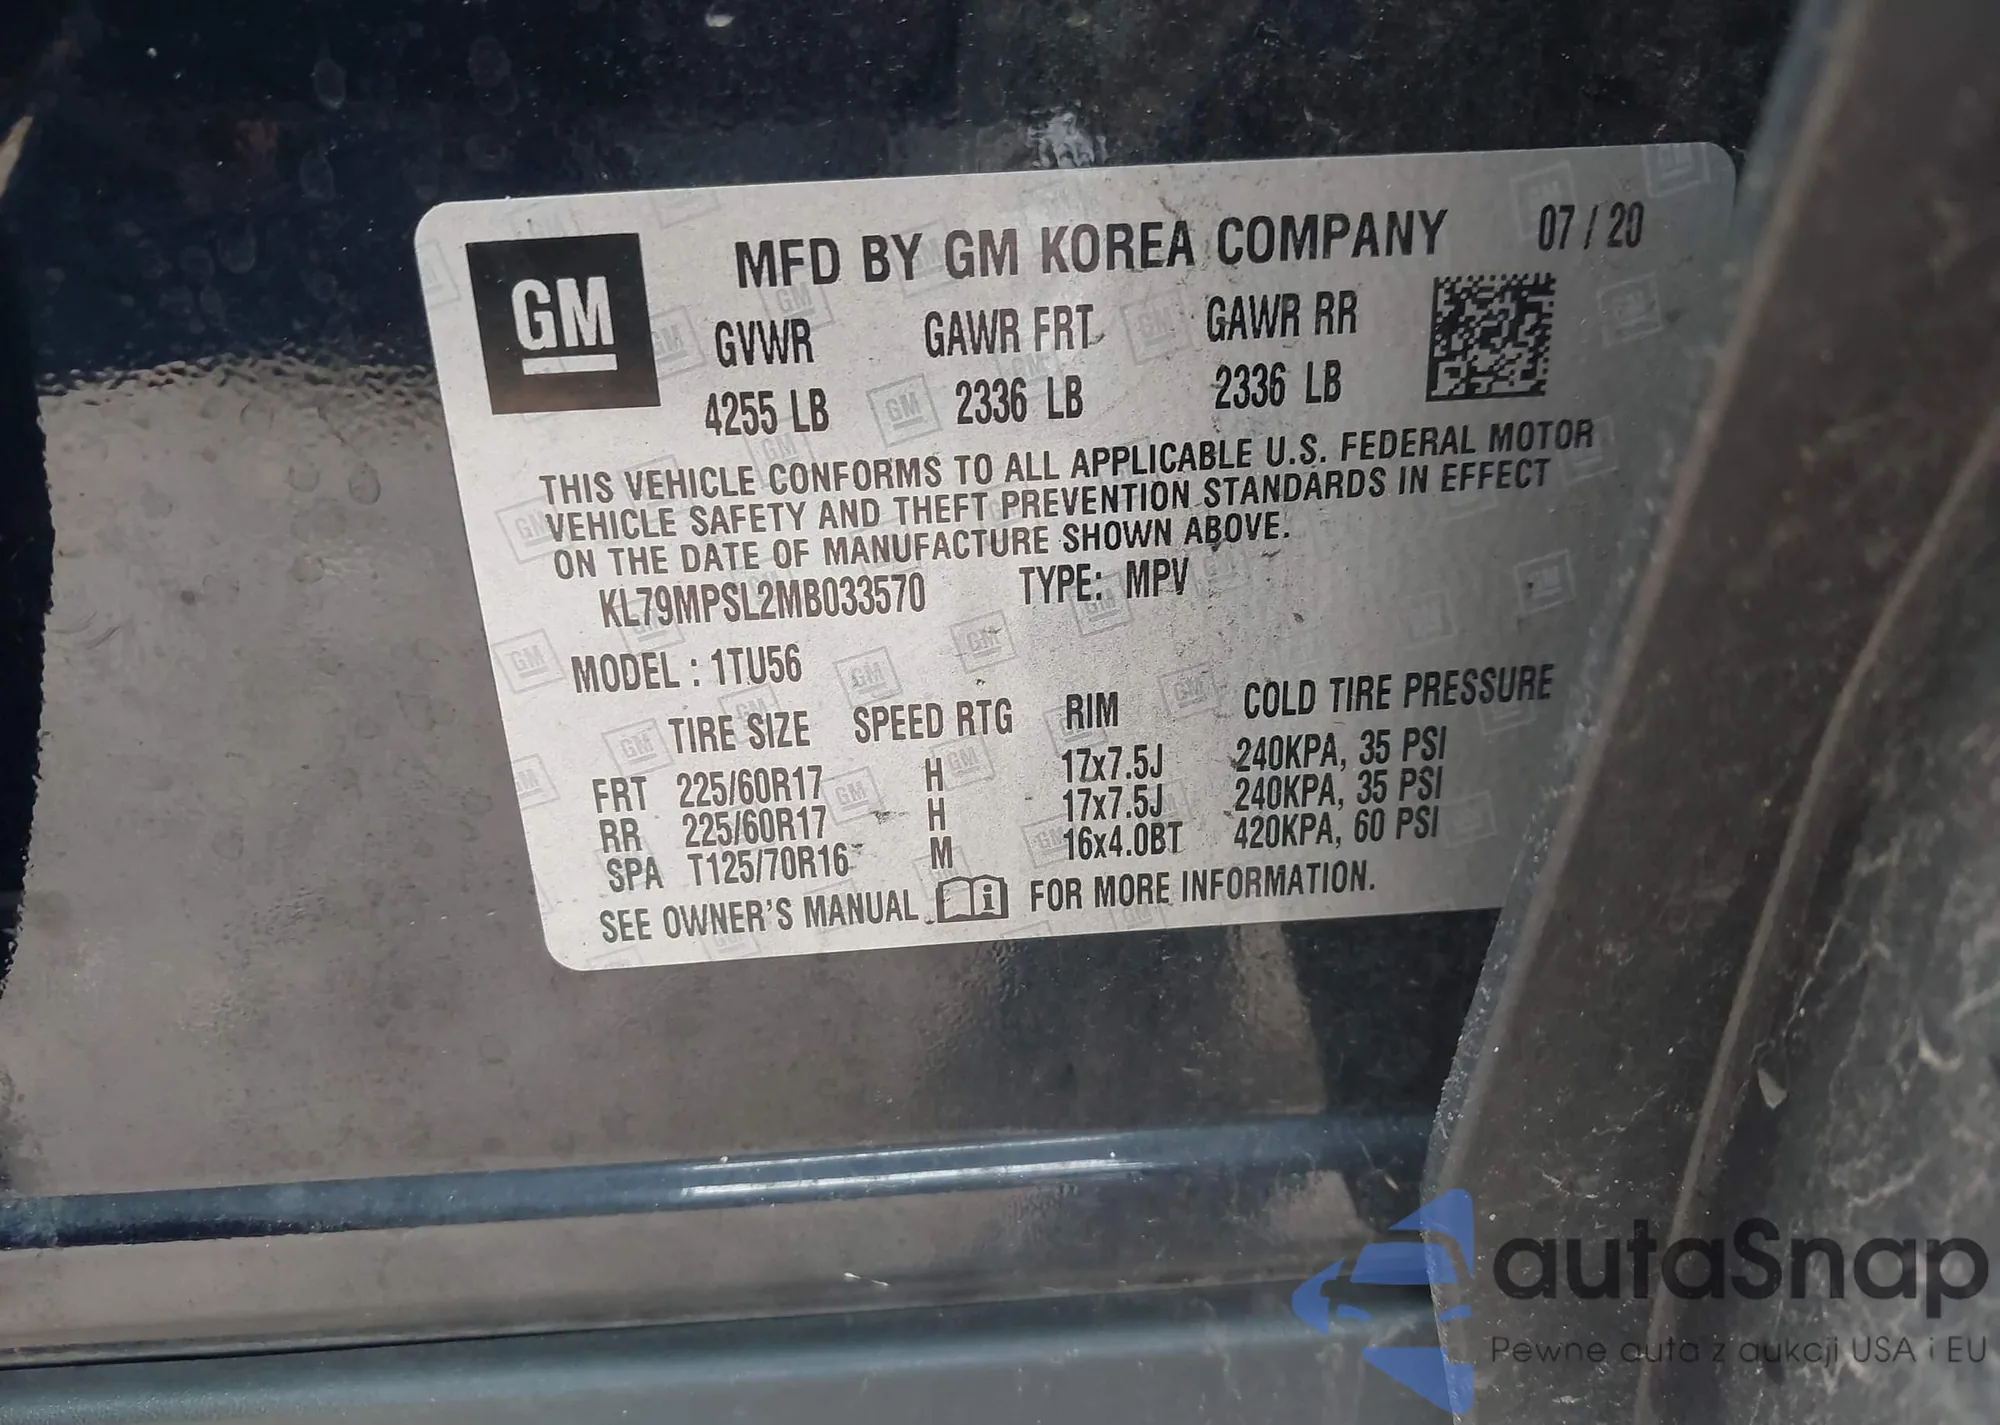 GM
MFD BY GM KOREA COMPANY 07 / 20
GVWR GAWR FRT GAWR RR
4255 LB 2336 LB 2336 LB
THIS VEHICLE CONFORMS TO ALL APPLICABLE U.S. FEDERAL MOTOR
VEHICLE SAFETY AND THEFT PREVENTION STANDARDS IN EFFECT
ON THE DATE OF MANUFACTURE SHOWN ABOVE.
KL79MPSL2MB033570 TYPE: MPV
MODEL : 1TU56
TIRE SIZE SPEED RTG RIM COLD TIRE PRESSURE
FRT 225/60R17 H 17x7.5J 240KPA, 35 PSI
RR 225/60R17 H 17x7.5J 240KPA, 35 PSI
SPA T125/70R16 M 16x4.0BT 420KPA, 60 PSI
SEE OWNER'S MANUAL i FOR MORE INFORMATION.
autaSnap
Pewne auta z aukcji USA i EU